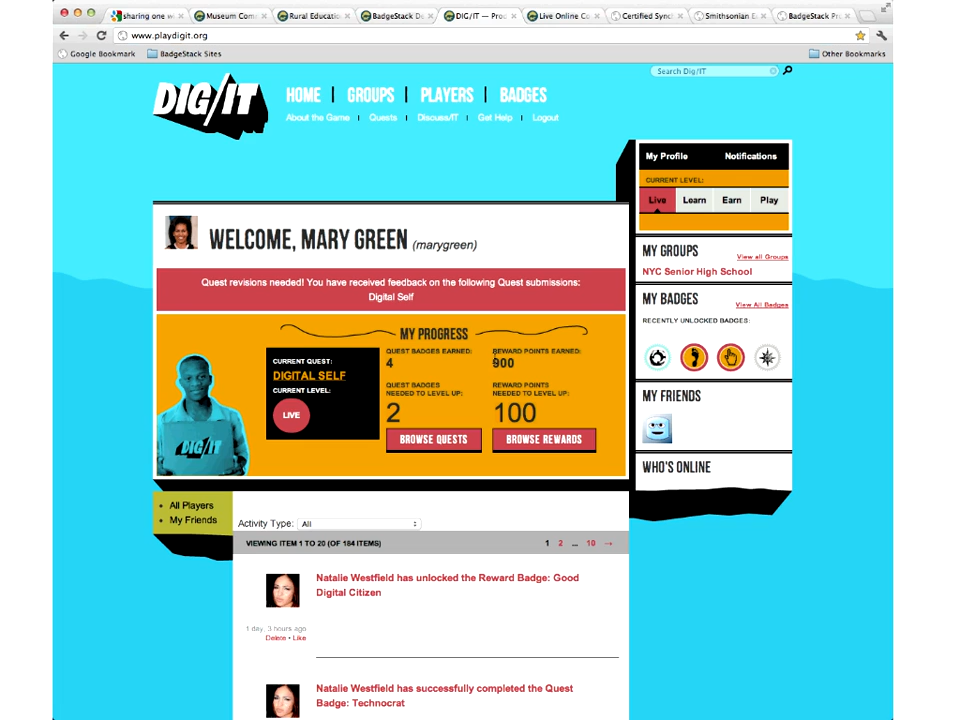 sharing one w
Museum Com
Rural Educatio
BadgeStack De
DIG/IT — Pro
Live Online Co
Certified Sync
Smithsonian E
BadgeStack Pr
www.playdigit.org
Google Bookmark
BadgeStack Sites
Other Bookmarks
Search Dig/IT
DIG/IT
HOME | GROUPS | PLAYERS | BADGES
About the Game | Quests | Discuss/IT | Get Help | Logout
My Profile Notifications
CURRENT LEVEL:
Live Learn Earn Play
WELCOME, MARY GREEN (marygreen)
Quest revisions needed! You have received feedback on the following Quest submissions:
Digital Self
MY PROGRESS
CURRENT QUEST:
DIGITAL SELF
CURRENT LEVEL:
LIVE
QUEST BADGES EARNED:
4
REWARD POINTS EARNED:
900
QUEST BADGES
NEEDED TO LEVEL UP:
2
REWARD POINTS
NEEDED TO LEVEL UP:
100
BROWSE QUESTS
BROWSE REWARDS
DIG/IT
MY GROUPS
View all Groups
NYC Senior High School
MY BADGES
View All Badges
RECENTLY UNLOCKED BADGES:
MY FRIENDS
WHO'S ONLINE
• All Players
• My Friends
Activity Type: All
VIEWING ITEM 1 TO 20 (OF 184 ITEMS)
1 2 ... 10 →
Natalie Westfield has unlocked the Reward Badge: Good
Digital Citizen
1 day, 3 hours ago
Delete • Like
Natalie Westfield has successfully completed the Quest
Badge: Technocrat